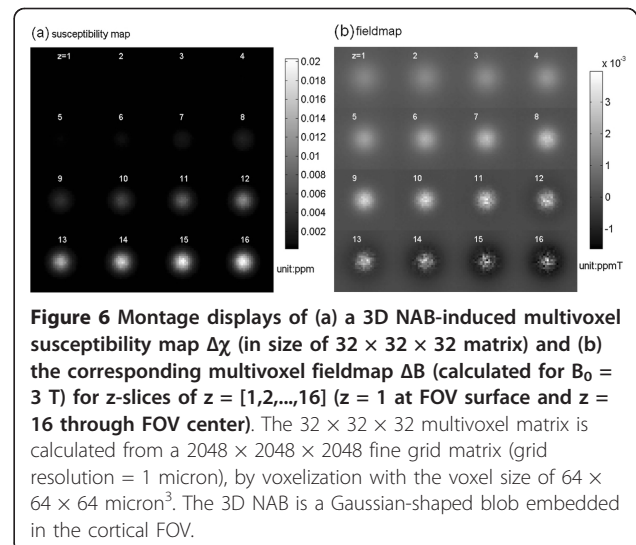 (a) susceptibility map
z=1 2 3 4
5 6 7 8
9 10 11 12
13 14 15 16
0.02
0.018
0.016
0.014
0.012
0.01
0.008
0.006
0.004
0.002
unit:ppm
(b) fieldmap
x 10⁻³
z=1 2 3 4
5 6 7 8
9 10 11 12
13 14 15 16
3
2
1
0
-1
unit:ppmT
Figure 6 Montage displays of (a) a 3D NAB-induced multivoxel
susceptibility map Δχ (in size of 32 × 32 × 32 matrix) and (b)
the corresponding multivoxel fieldmap ΔB (calculated for B₀ =
3 T) for z-slices of z = [1,2,...,16] (z = 1 at FOV surface and z =
16 through FOV center). The 32 × 32 × 32 multivoxel matrix is
calculated from a 2048 × 2048 × 2048 fine grid matrix (grid
resolution = 1 micron), by voxelization with the voxel size of 64 ×
64 × 64 micron³. The 3D NAB is a Gaussian-shaped blob embedded
in the cortical FOV.